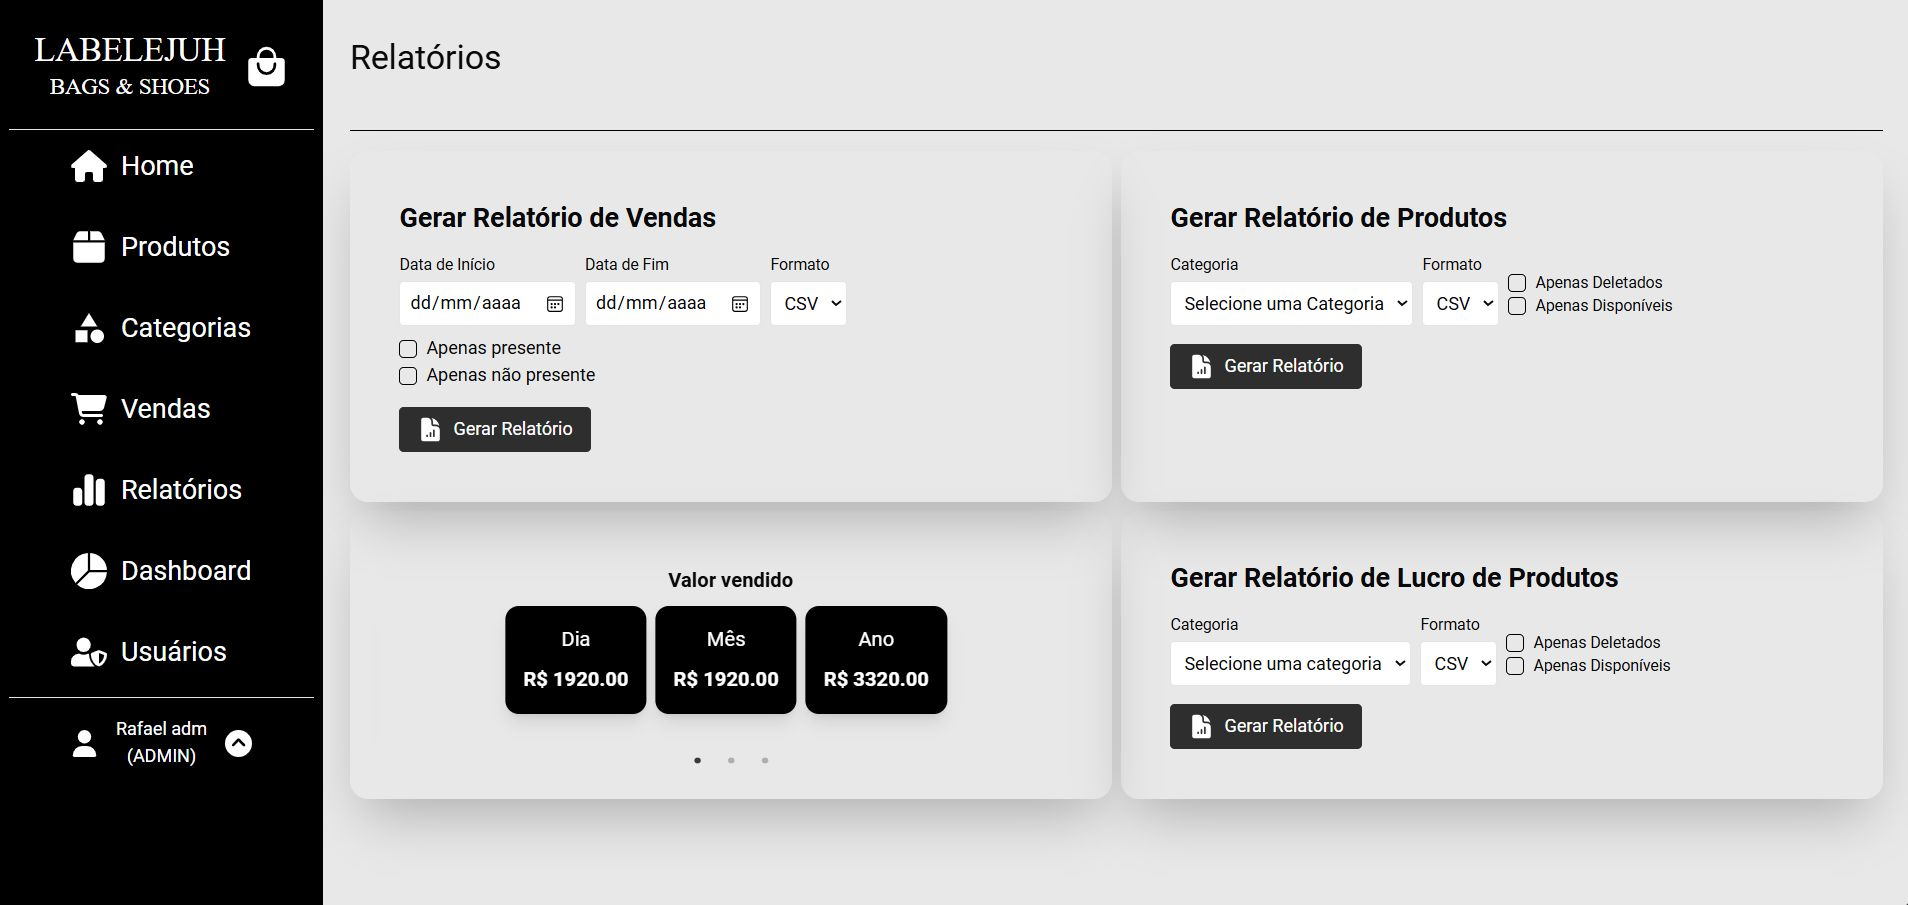 LABELEJUH
BAGS & SHOES
Home
Produtos
Categorias
Vendas
Relatórios
Dashboard
Usuários
Rafael adm
(ADMIN)
Relatórios
Gerar Relatório de Vendas
Data de Início Data de Fim Formato
dd/mm/aaaa dd/mm/aaaa CSV
Apenas presente
Apenas não presente
Gerar Relatório
Gerar Relatório de Produtos
Categoria Formato
Selecione uma Categoria CSV
Apenas Deletados
Apenas Disponíveis
Gerar Relatório
Valor vendido
Dia Mês Ano
R$ 1920.00 R$ 1920.00 R$ 3320.00
Gerar Relatório de Lucro de Produtos
Categoria Formato
Selecione uma categoria CSV
Apenas Deletados
Apenas Disponíveis
Gerar Relatório